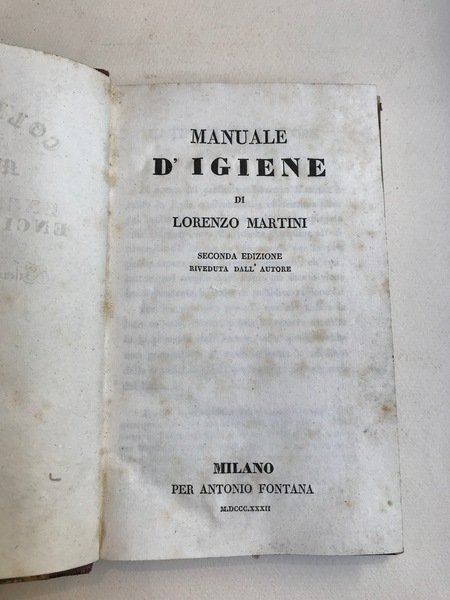 MANUALE
D' IGIENE
DI
LORENZO MARTINI
SECONDA EDIZIONE
RIVEDUTA DALL' AUTORE
MILANO
PER ANTONIO FONTANA
M.DCCC.XXXII